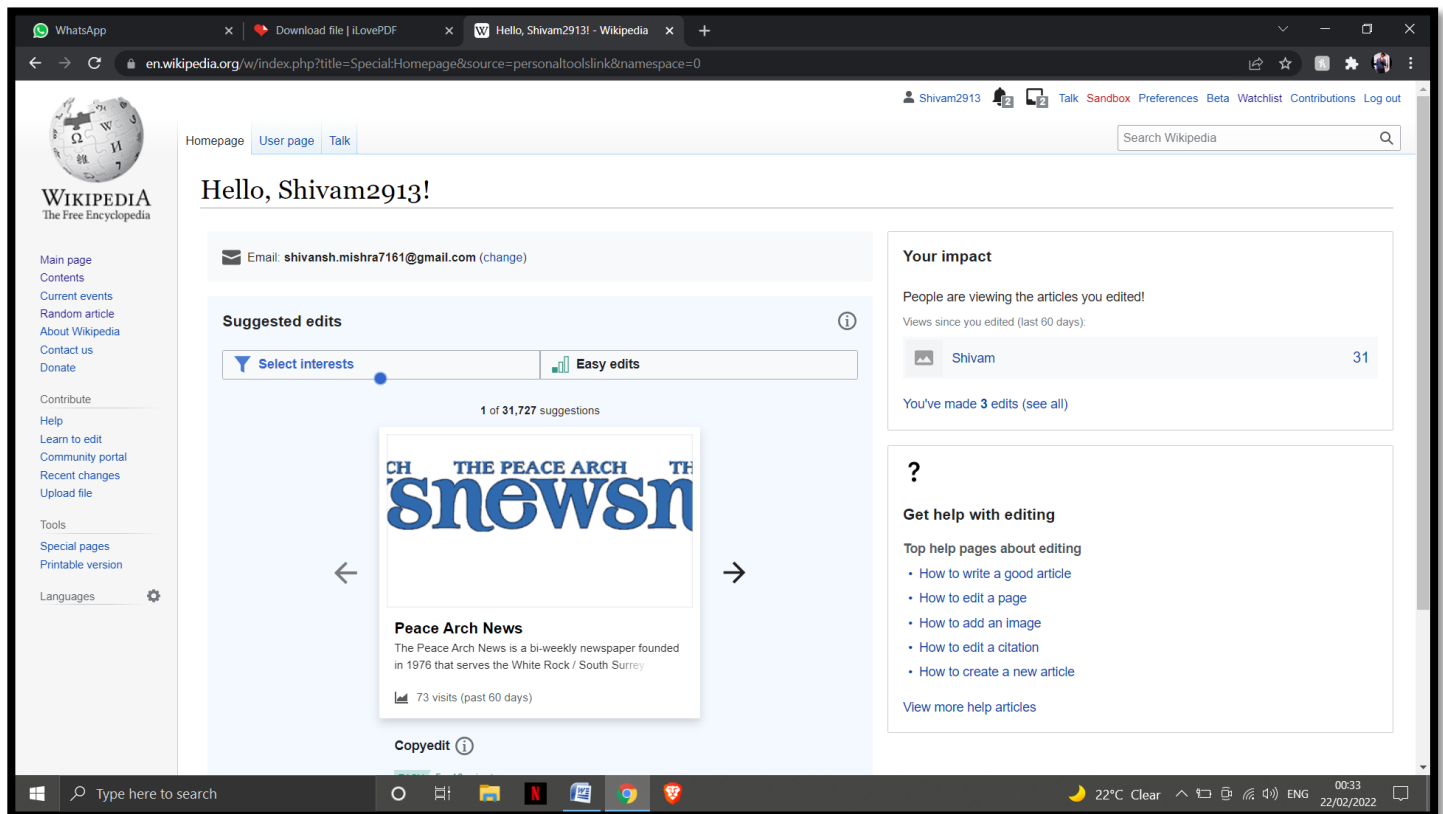 WhatsApp
Download file | iLovePDF
W Hello, Shivam2913! - Wikipedia
en.wikipedia.org/w/index.php?title=Special:Homepage&source=personaltoolslink&namespace=0
Shivam2913 2 2 Talk Sandbox Preferences Beta Watchlist Contributions Log out
Homepage User page Talk
Search Wikipedia
Ω W И 維 7
WIKIPEDIA
The Free Encyclopedia
Main page
Contents
Current events
Random article
About Wikipedia
Contact us
Donate
Contribute
Help
Learn to edit
Community portal
Recent changes
Upload file
Tools
Special pages
Printable version
Languages
Hello, Shivam2913!
Email: shivansh.mishra7161@gmail.com (change)
Suggested edits
Select interests
Easy edits
1 of 31,727 suggestions
CH THE PEACE ARCH TH
snewsn
Peace Arch News
The Peace Arch News is a bi-weekly newspaper founded
in 1976 that serves the White Rock / South Surrey
73 visits (past 60 days)
Copyedit
Your impact
People are viewing the articles you edited!
Views since you edited (last 60 days):
Shivam 31
You've made 3 edits (see all)
?
Get help with editing
Top help pages about editing
• How to write a good article
• How to edit a page
• How to add an image
• How to edit a citation
• How to create a new article
View more help articles
Type here to search
N
W
22°C Clear
ENG
00:33
22/02/2022